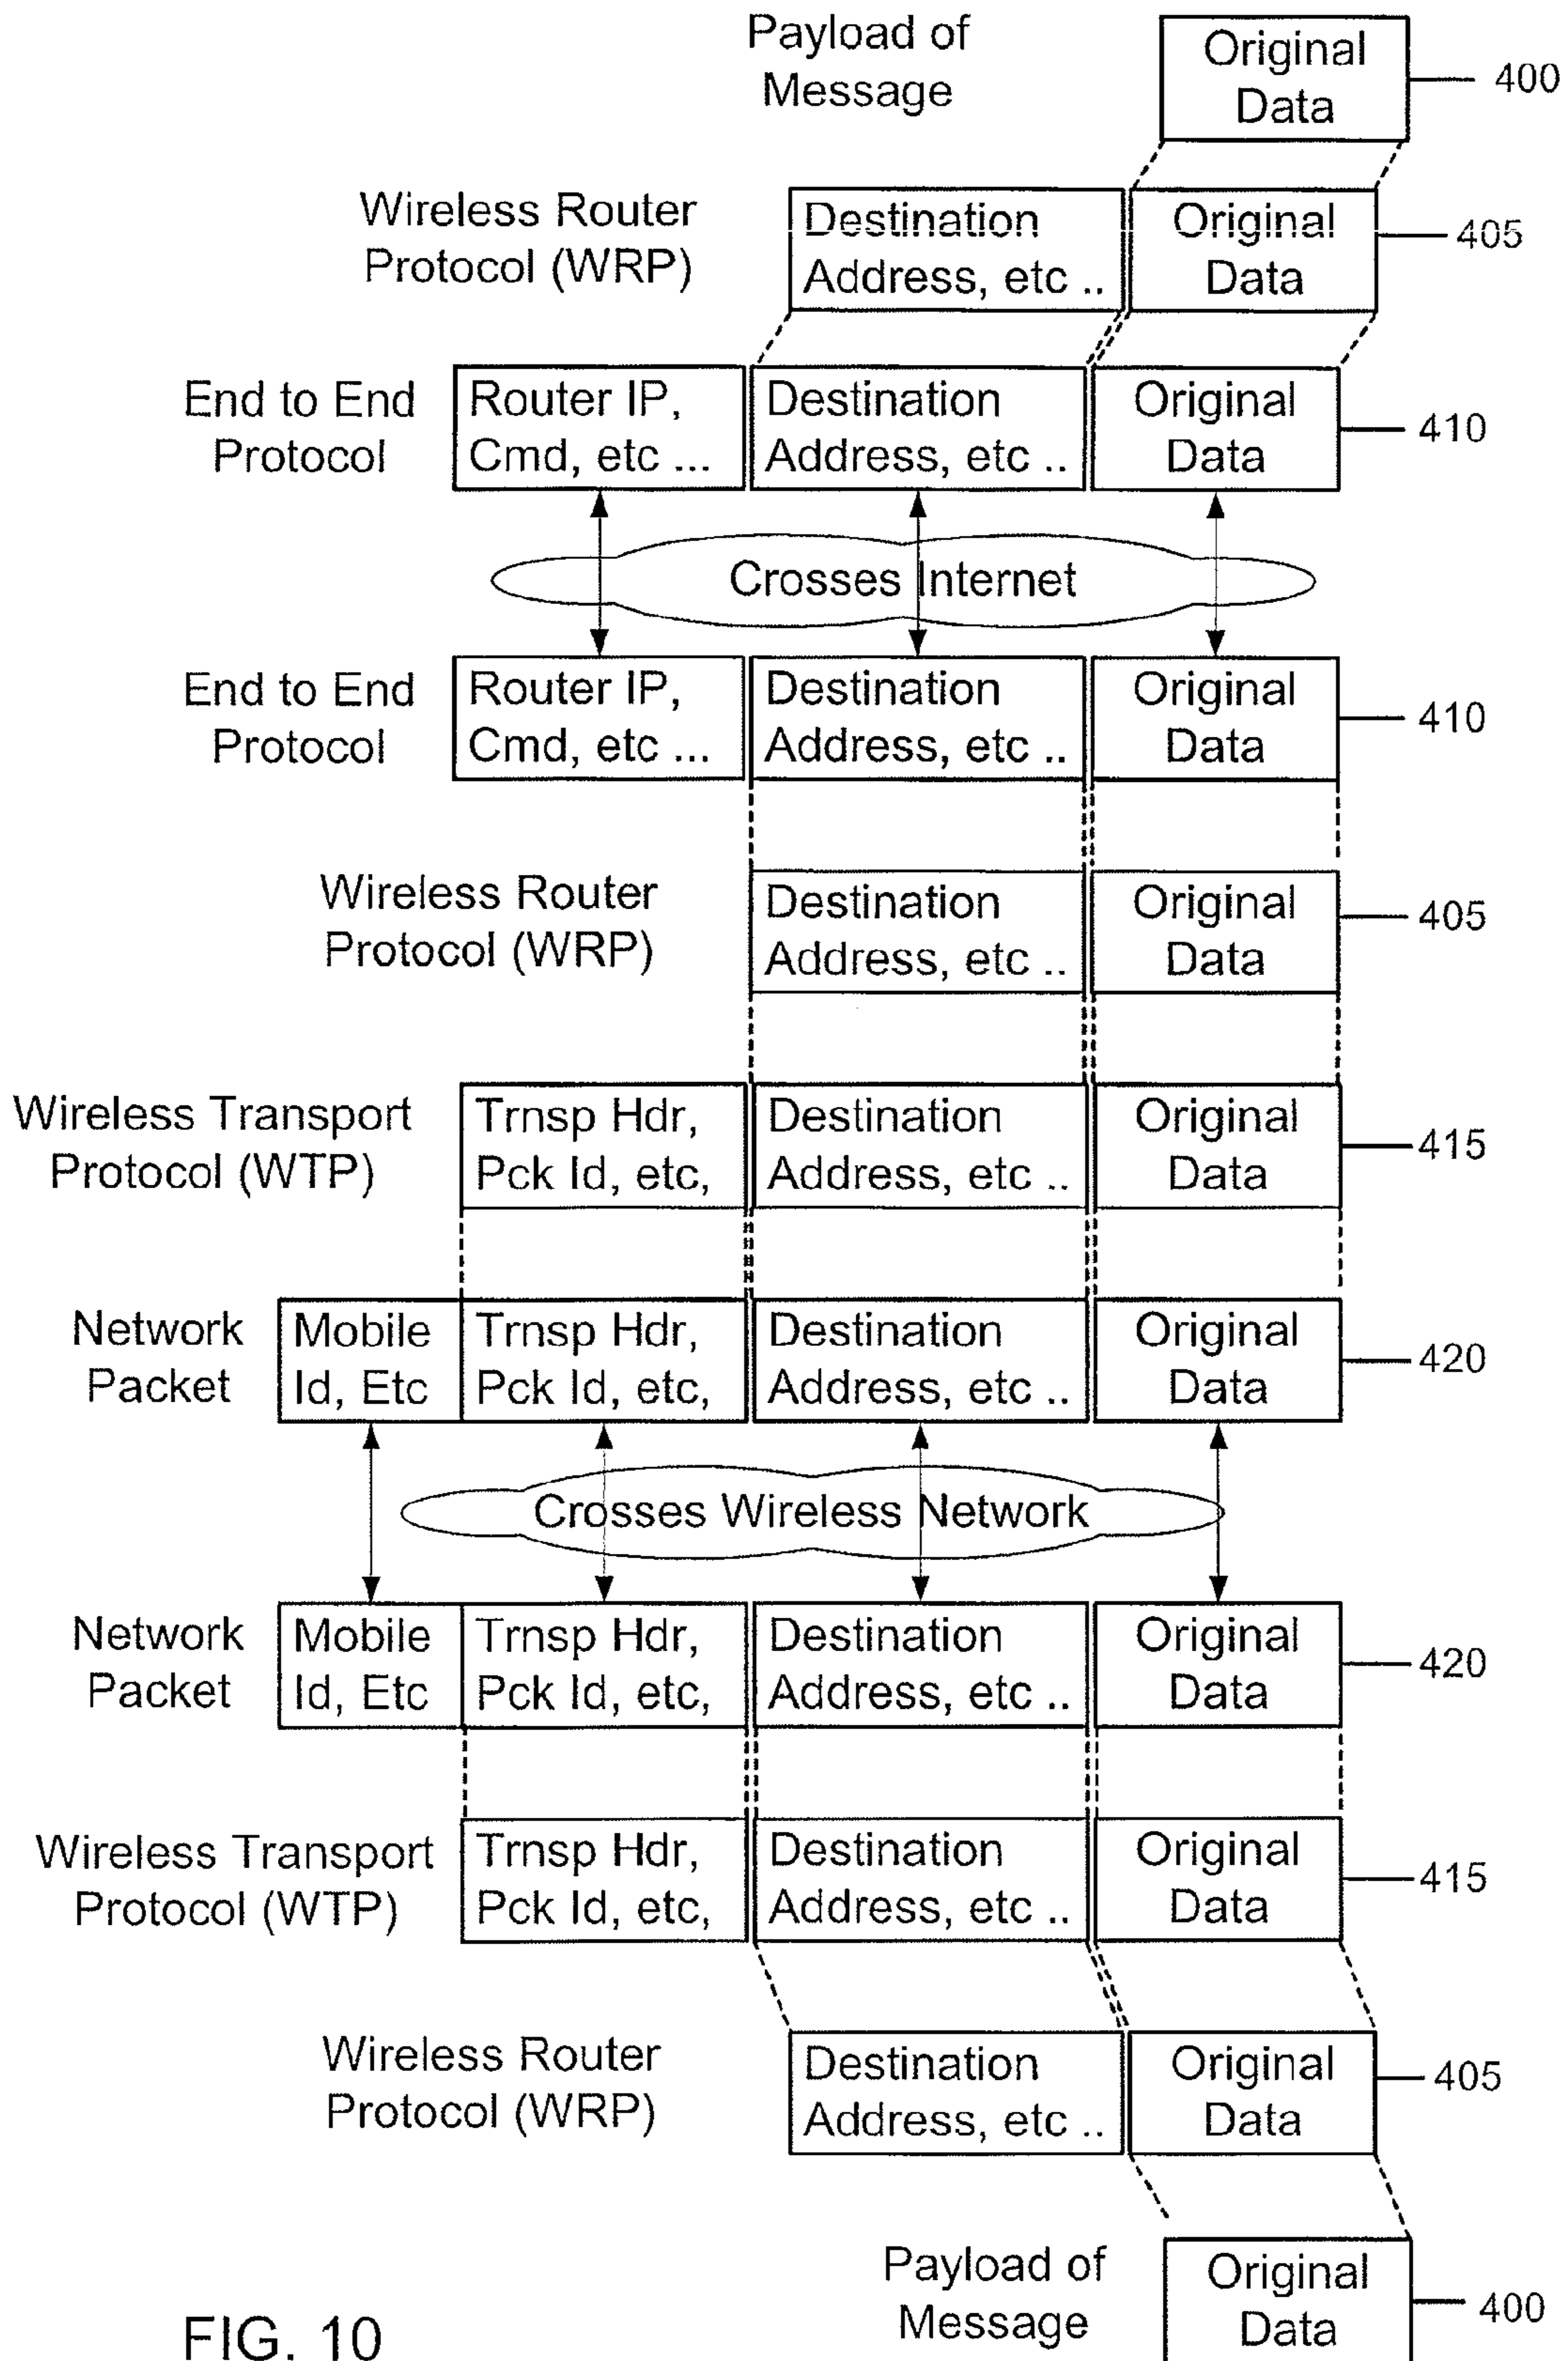 Payload of
Message
Original
Data
400
Wireless Router
Protocol (WRP)
Destination
Address, etc ..
Original
Data
405
End to End
Protocol
Router IP,
Cmd, etc ...
Destination
Address, etc ..
Original
Data
410
Crosses Internet
End to End
Protocol
Router IP,
Cmd, etc ...
Destination
Address, etc ..
Original
Data
410
Wireless Router
Protocol (WRP)
Destination
Address, etc ..
Original
Data
405
Wireless Transport
Protocol (WTP)
Trnsp Hdr,
Pck Id, etc,
Destination
Address, etc ..
Original
Data
415
Network
Packet
Mobile
Id, Etc
Trnsp Hdr,
Pck Id, etc,
Destination
Address, etc ..
Original
Data
420
Crosses Wireless Network
Network
Packet
Mobile
Id, Etc
Trnsp Hdr,
Pck Id, etc,
Destination
Address, etc ..
Original
Data
420
Wireless Transport
Protocol (WTP)
Trnsp Hdr,
Pck Id, etc,
Destination
Address, etc ..
Original
Data
415
Wireless Router
Protocol (WRP)
Destination
Address, etc ..
Original
Data
405
Payload of
Message
Original
Data
400
FIG. 10